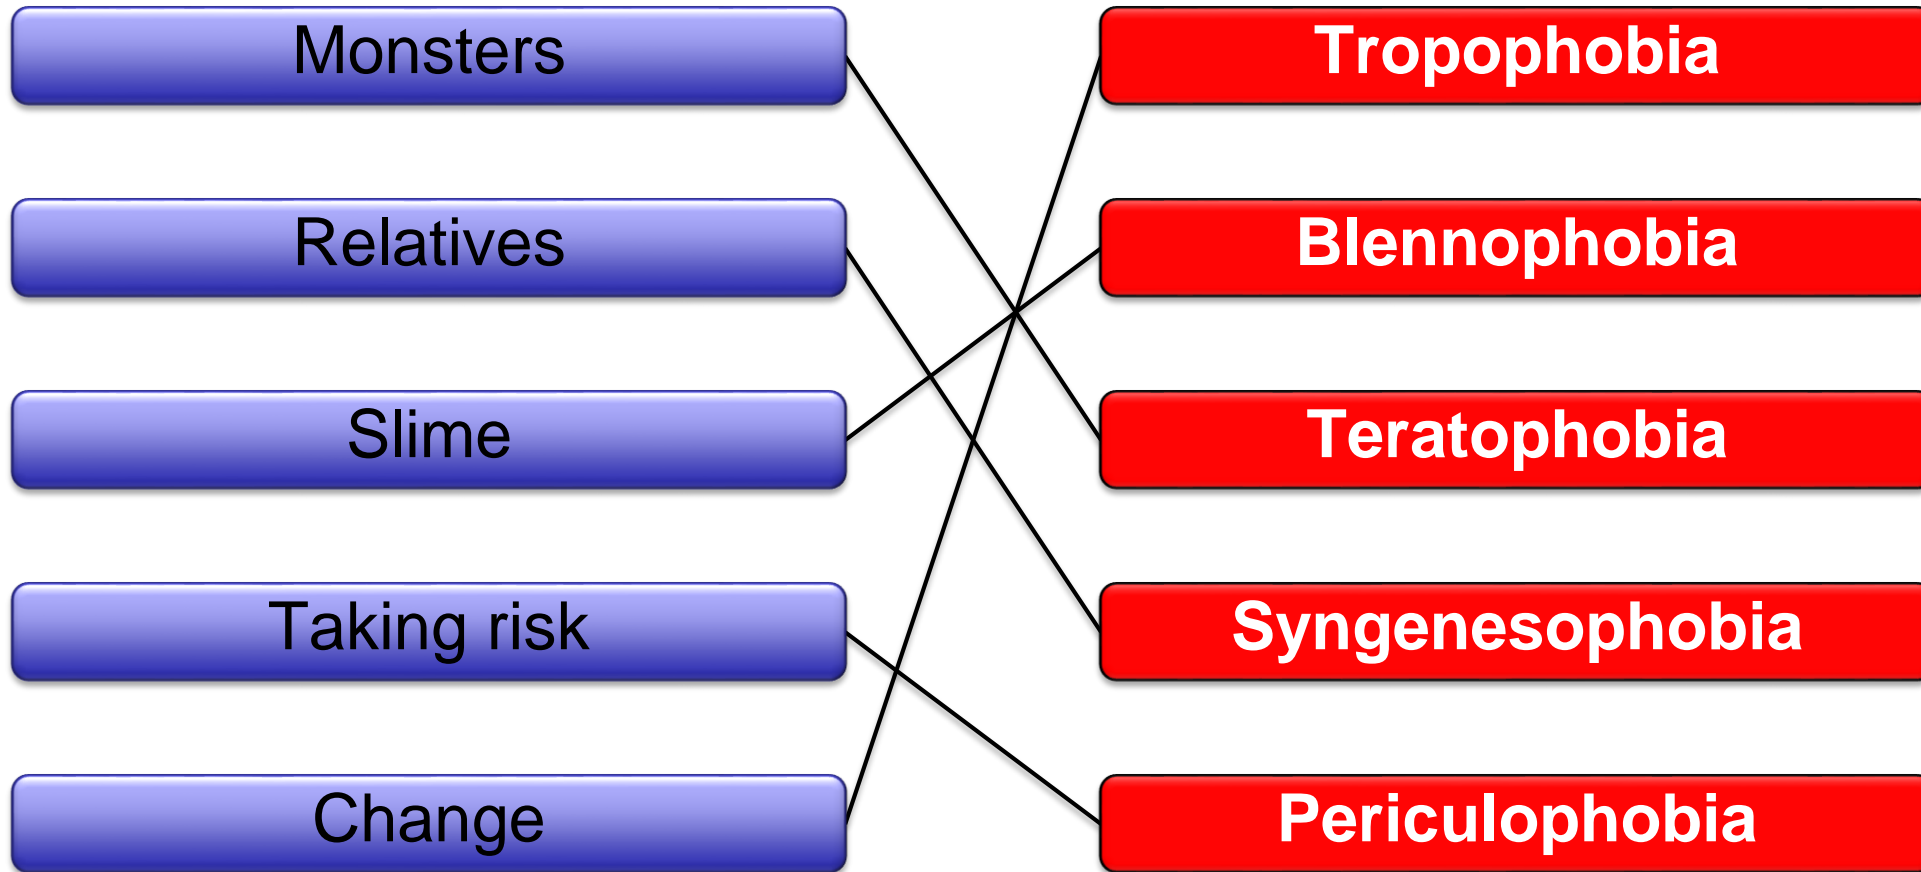 Monsters
Tropophobia
Relatives
Blennophobia
Slime
Teratophobia
Taking risk
Syngenesophobia
Change
Periculophobia